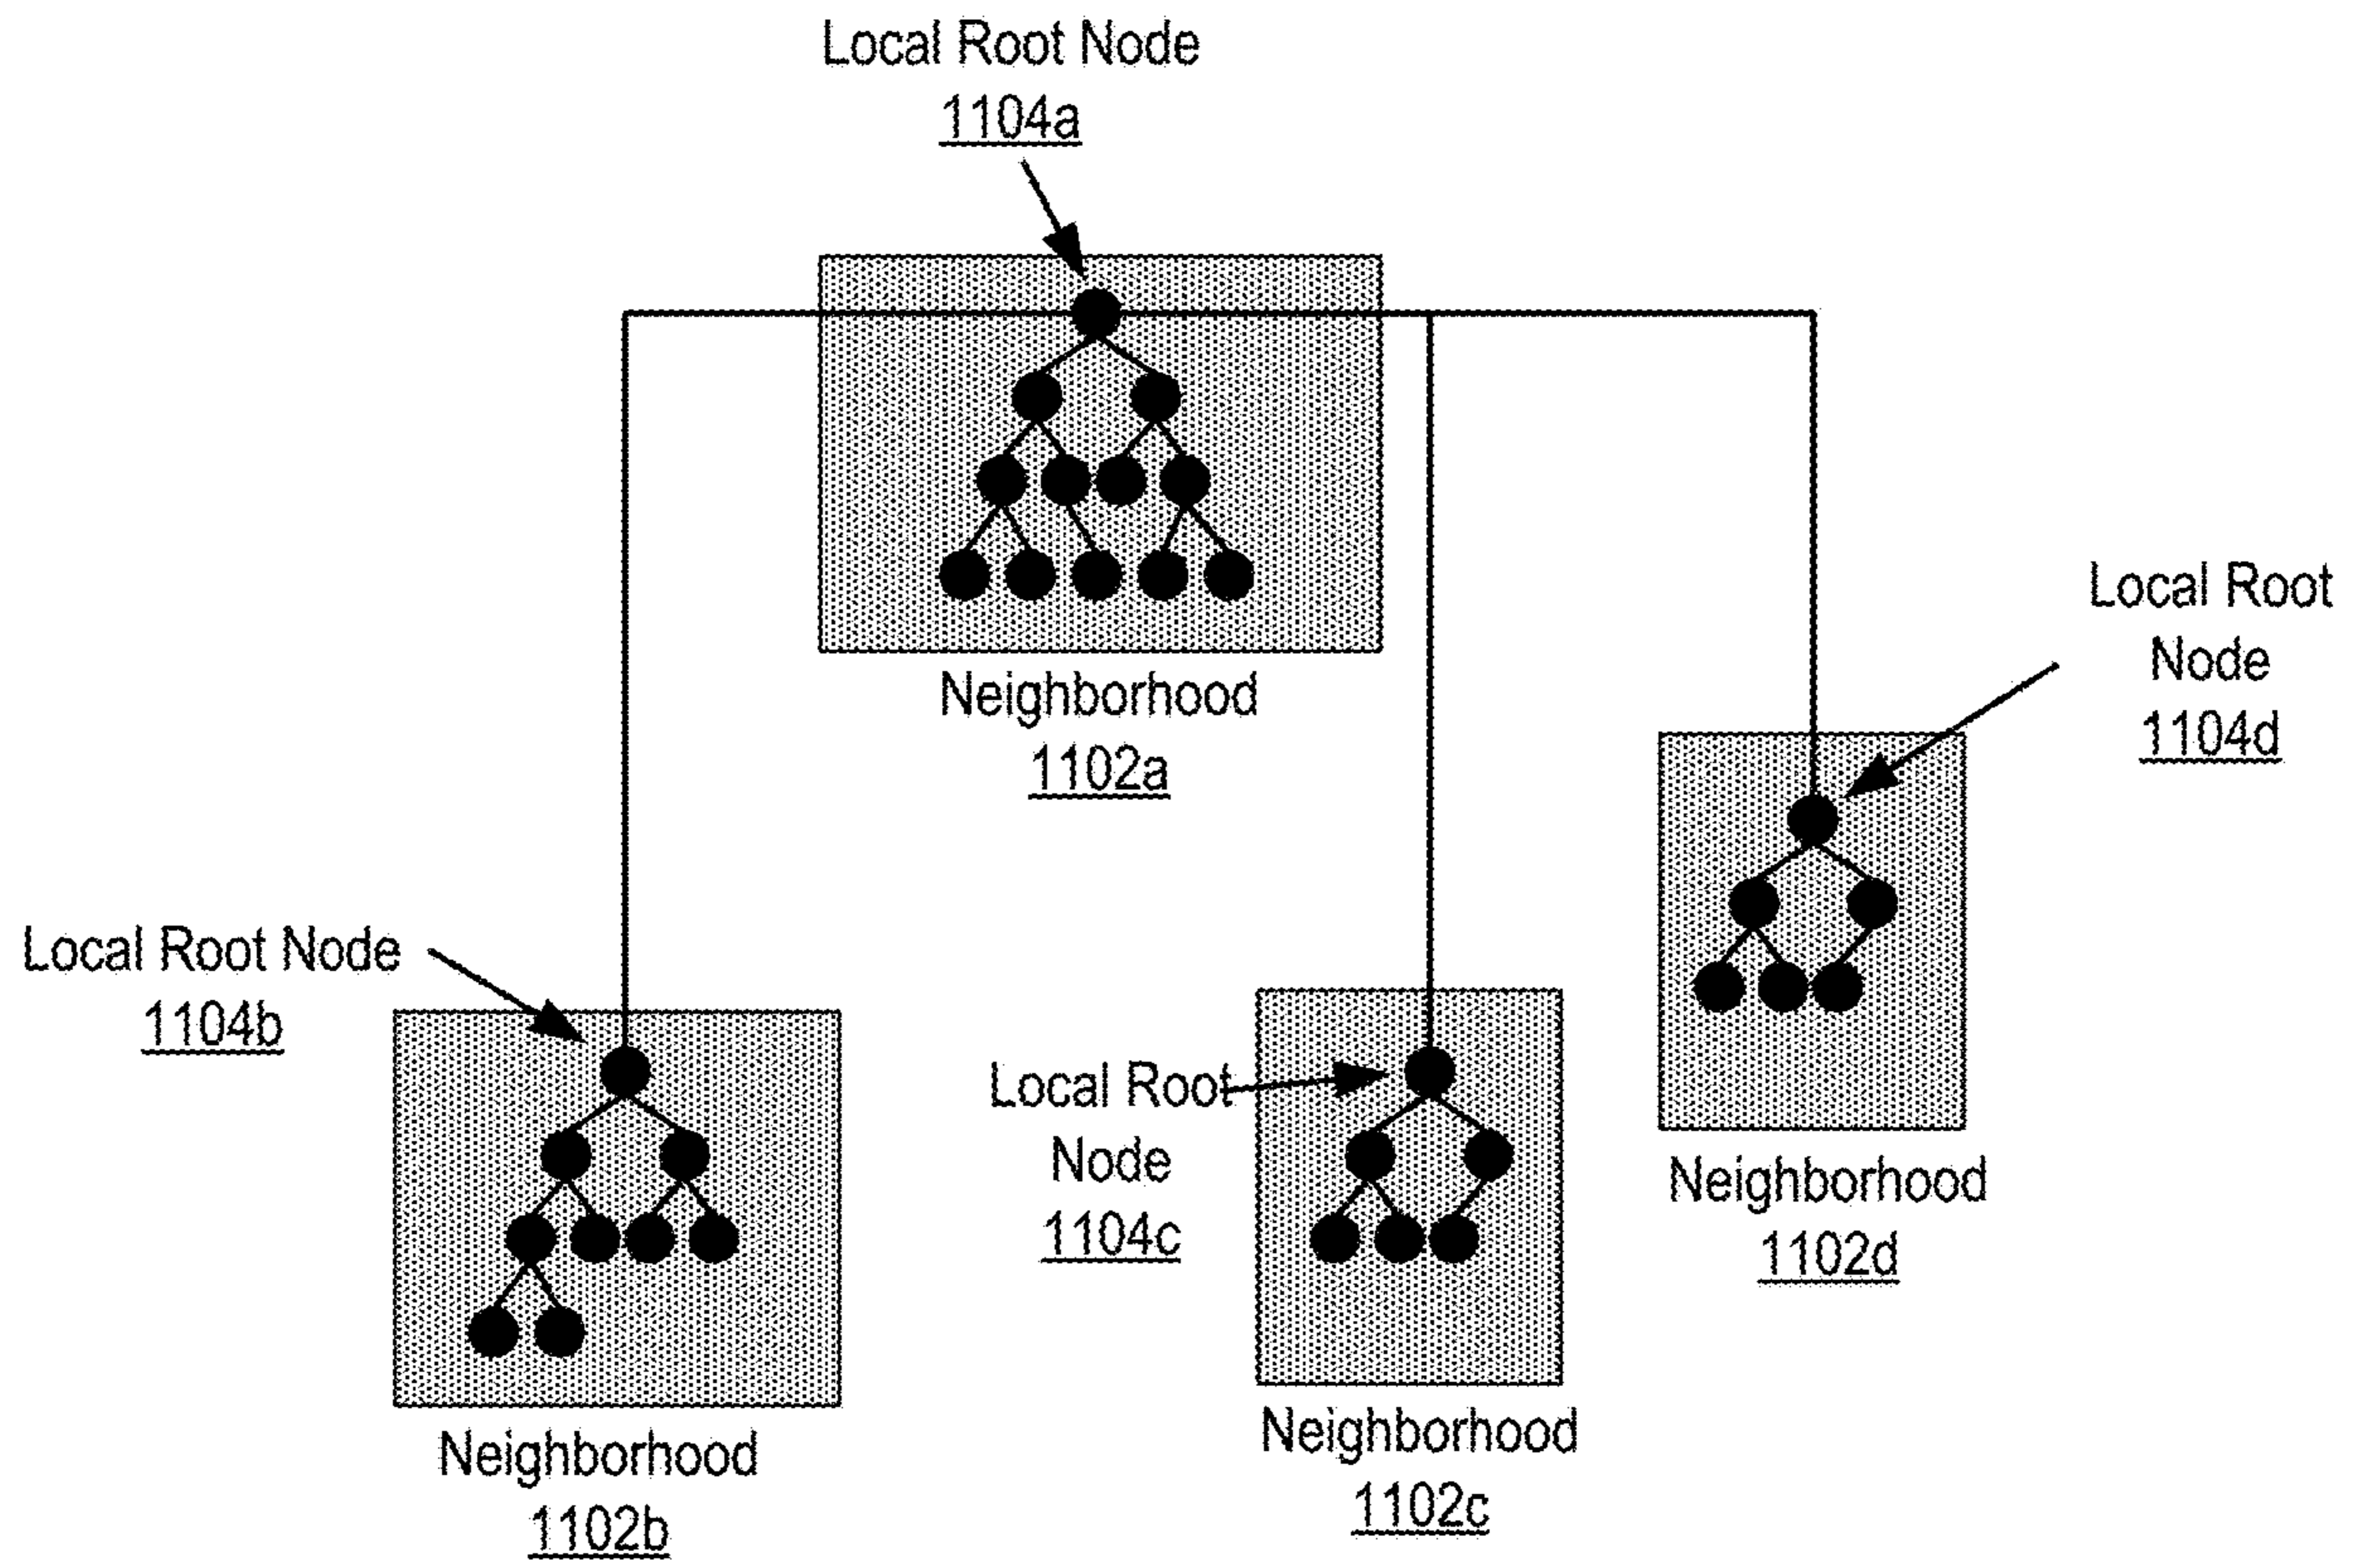 Local Root Node
1104a
Neighborhood
1102a
Local Root
Node
1104d
Local Root Node
1104b
Local Root
Node
1104c
Neighborhood
1102d
Neighborhood
1102b
Neighborhood
1102c